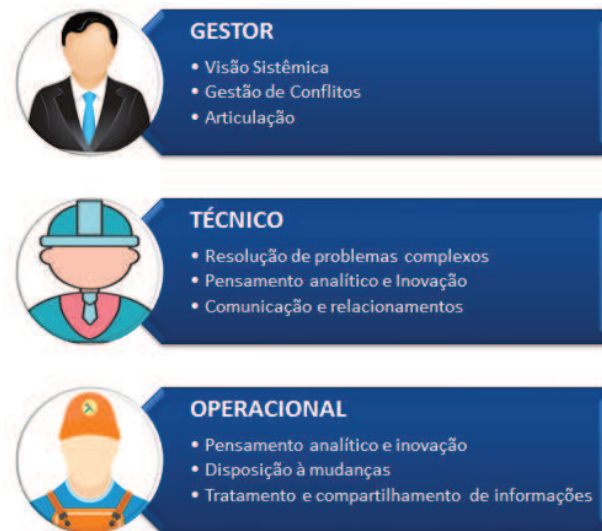 GESTOR
• Visão Sistêmica
• Gestão de Conflitos
• Articulação
TÉCNICO
• Resolução de problemas complexos
• Pensamento analítico e Inovação
• Comunicação e relacionamentos
OPERACIONAL
• Pensamento analítico e inovação
• Disposição à mudanças
• Tratamento e compartilhamento de informações